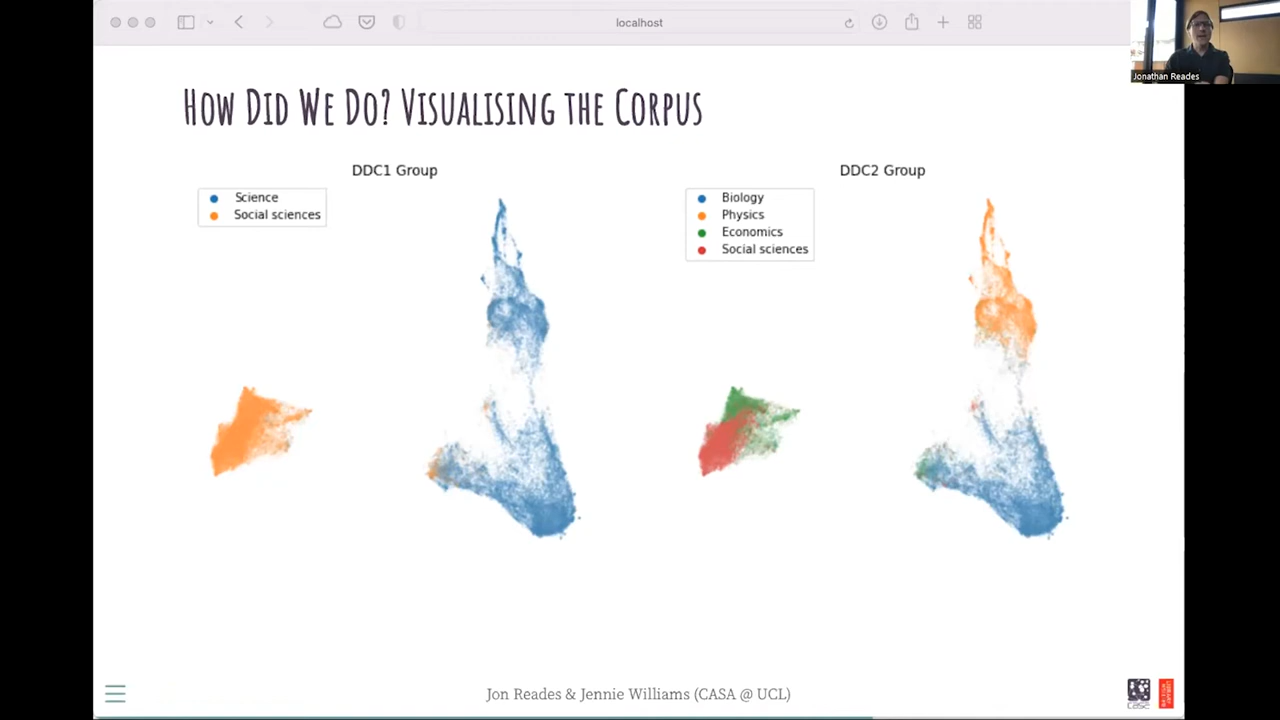 localhost
Jonathan Reades
How Did We Do? Visualising the Corpus
DDC1 Group
Science
Social sciences
DDC2 Group
Biology
Physics
Economics
Social sciences
Jon Reades & Jennie Williams (CASA @ UCL)
CASA